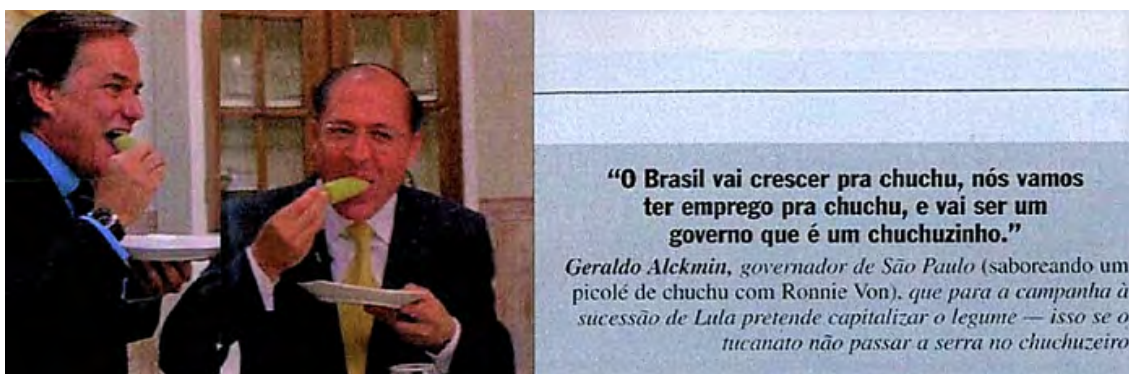 “O Brasil vai crescer pra chuchu, nós vamos
ter emprego pra chuchu, e vai ser um
governo que é um chuchuzinho.”
Geraldo Alckmin, governador de São Paulo (saboreando um
picolé de chuchu com Ronnie Von), que para a campanha à
sucessão de Lula pretende capitalizar o legume — isso se o
tucanato não passar a serra no chuchuzeiro